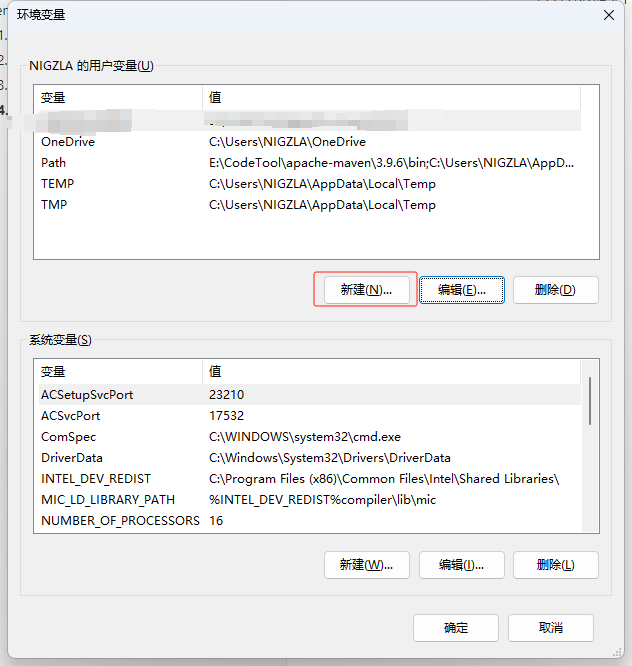 环境变量
NIGZLA 的用户变量(U)
变量 值
OneDrive C:\Users\NIGZLA\OneDrive
Path E:\CodeTool\apache-maven\3.9.6\bin;C:\Users\NIGZLA\AppD...
TEMP C:\Users\NIGZLA\AppData\Local\Temp
TMP C:\Users\NIGZLA\AppData\Local\Temp
新建(N)... 编辑(E)... 删除(D)
系统变量(S)
变量 值
ACSetupSvcPort 23210
ACSvcPort 17532
ComSpec C:\WINDOWS\system32\cmd.exe
DriverData C:\Windows\System32\Drivers\DriverData
INTEL_DEV_REDIST C:\Program Files (x86)\Common Files\Intel\Shared Libraries\
MIC_LD_LIBRARY_PATH %INTEL_DEV_REDIST%compiler\lib\mic
NUMBER_OF_PROCESSORS 16
新建(W)... 编辑(I)... 删除(L)
确定 取消